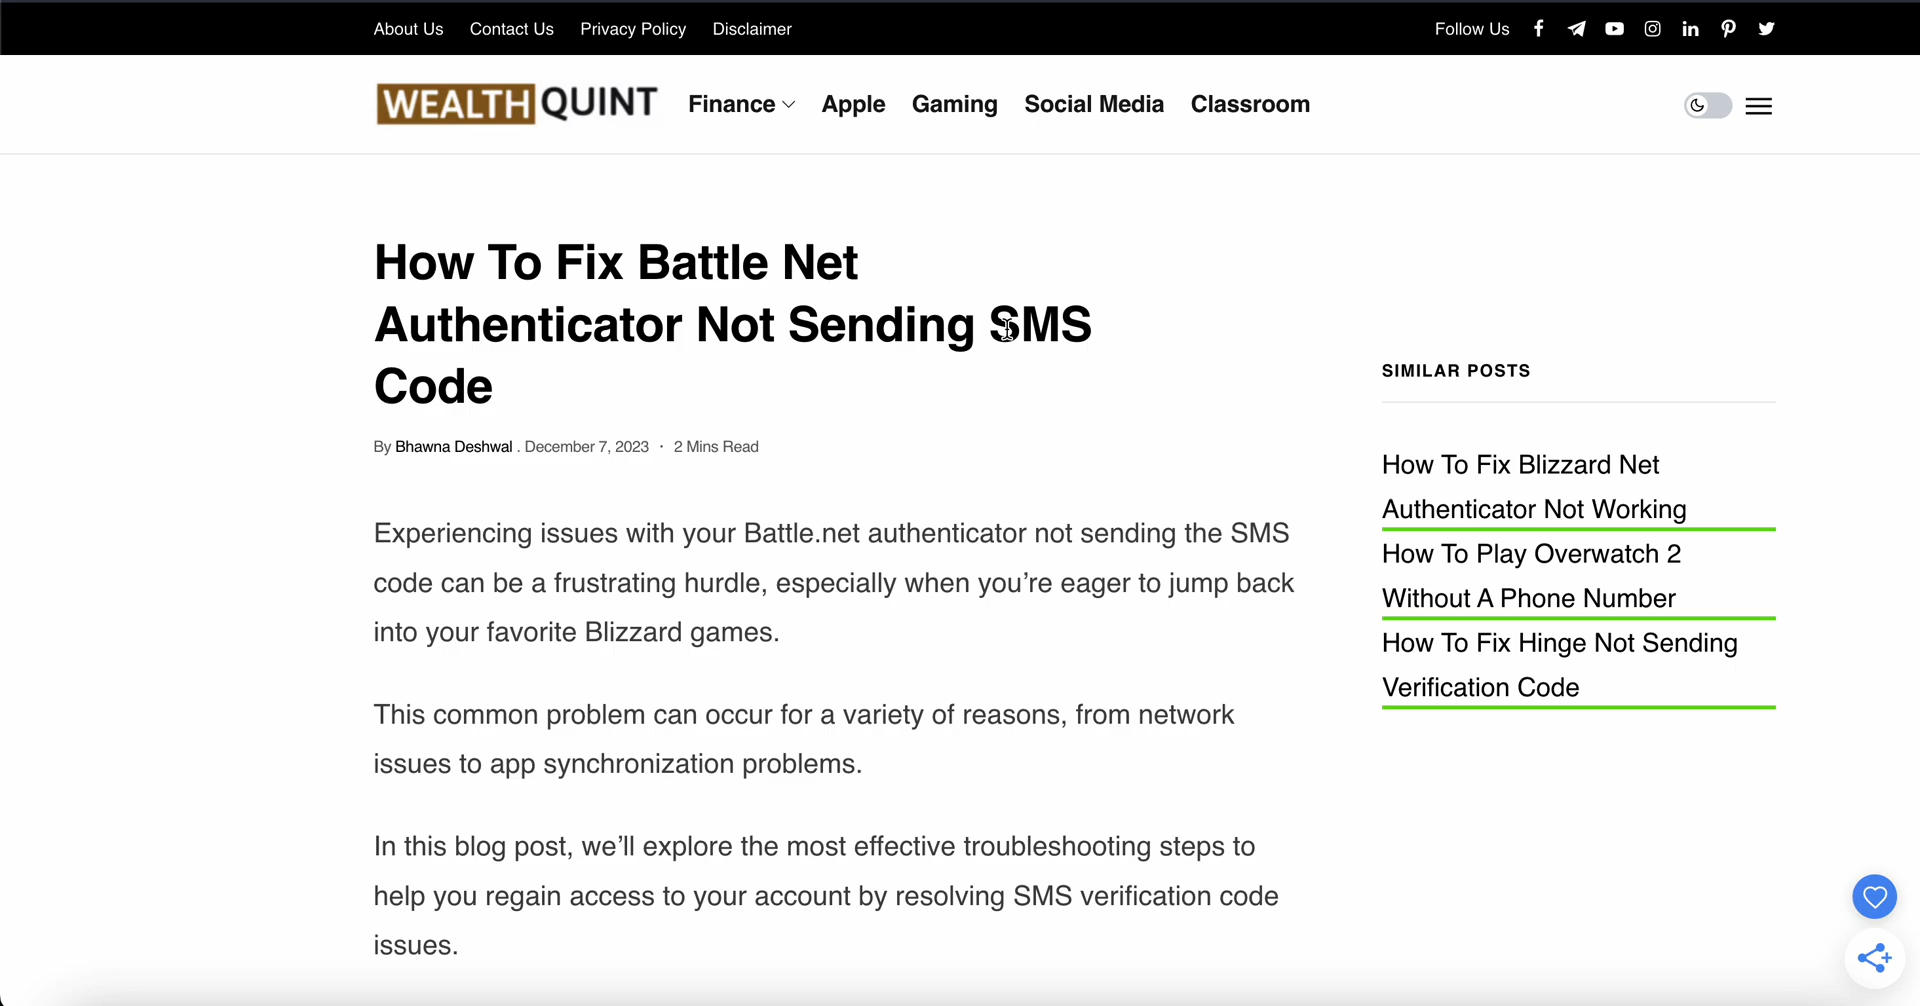 About Us Contact Us Privacy Policy Disclaimer Follow Us
WEALTH QUINT Finance Apple Gaming Social Media Classroom
How To Fix Battle Net
Authenticator Not Sending SMS
Code
By Bhawna Deshwal . December 7, 2023 · 2 Mins Read
Experiencing issues with your Battle.net authenticator not sending the SMS
code can be a frustrating hurdle, especially when you’re eager to jump back
into your favorite Blizzard games.
This common problem can occur for a variety of reasons, from network
issues to app synchronization problems.
In this blog post, we’ll explore the most effective troubleshooting steps to
help you regain access to your account by resolving SMS verification code
issues.
SIMILAR POSTS
How To Fix Blizzard Net
Authenticator Not Working
How To Play Overwatch 2
Without A Phone Number
How To Fix Hinge Not Sending
Verification Code